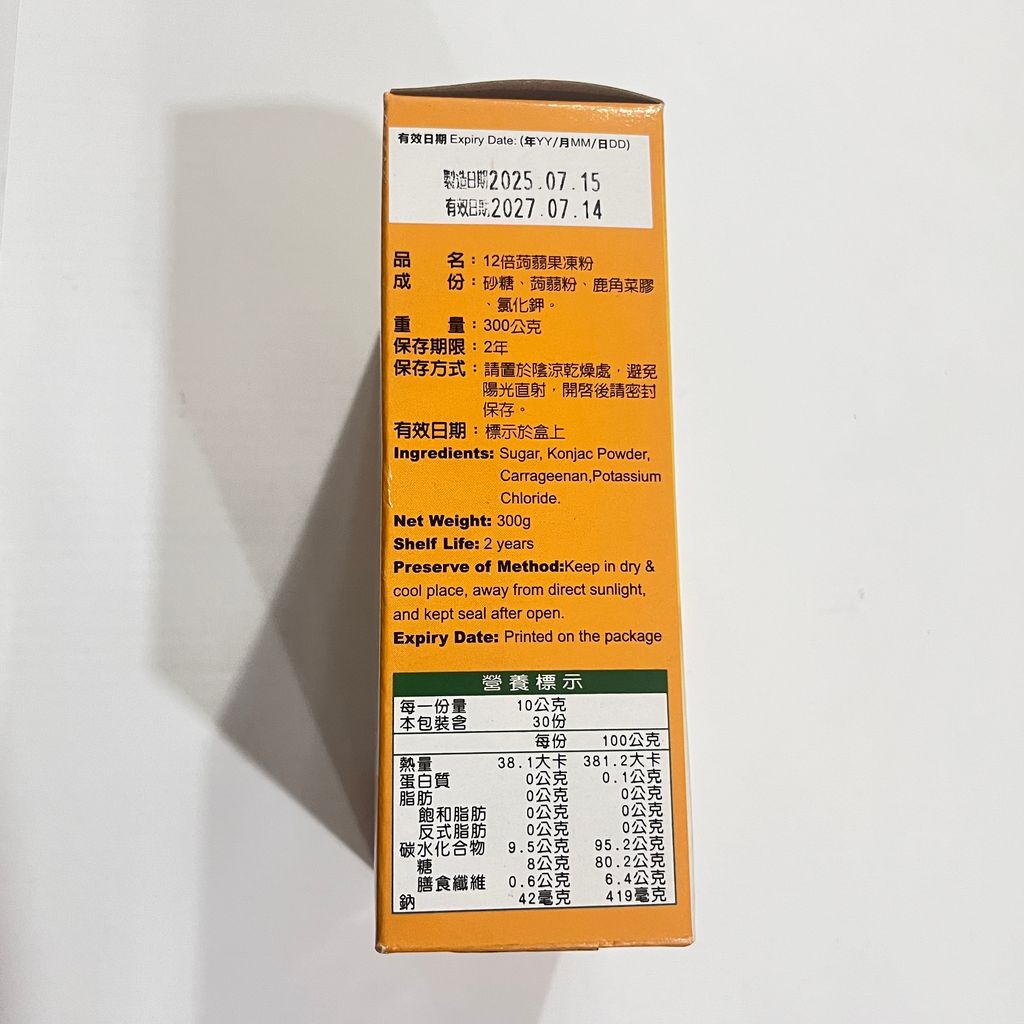 有效日期 Expiry Date: (年YY/月MM/日DD)
製造日期2025.07.15
有效日期2027.07.14
品　　名：12倍蒟蒻果凍粉
成　　份：砂糖、蒟蒻粉、鹿角菜膠
、氯化鉀。
重　　量：300公克
保存期限：2年
保存方式：請置於陰涼乾燥處，避免
陽光直射，開啓後請密封
保存。
有效日期：標示於盒上
Ingredients: Sugar, Konjac Powder,
Carrageenan,Potassium
Chloride.
Net Weight: 300g
Shelf Life: 2 years
Preserve of Method:Keep in dry &
cool place, away from direct sunlight,
and kept seal after open.
Expiry Date: Printed on the package
營養標示
每一份量 10公克
本包裝含 30份
每份 100公克
熱量 38.1大卡 381.2大卡
蛋白質 0公克 0.1公克
脂肪 0公克 0公克
飽和脂肪 0公克 0公克
反式脂肪 0公克 0公克
碳水化合物 9.5公克 95.2公克
糖 8公克 80.2公克
膳食纖維 0.6公克 6.4公克
鈉 42毫克 419毫克